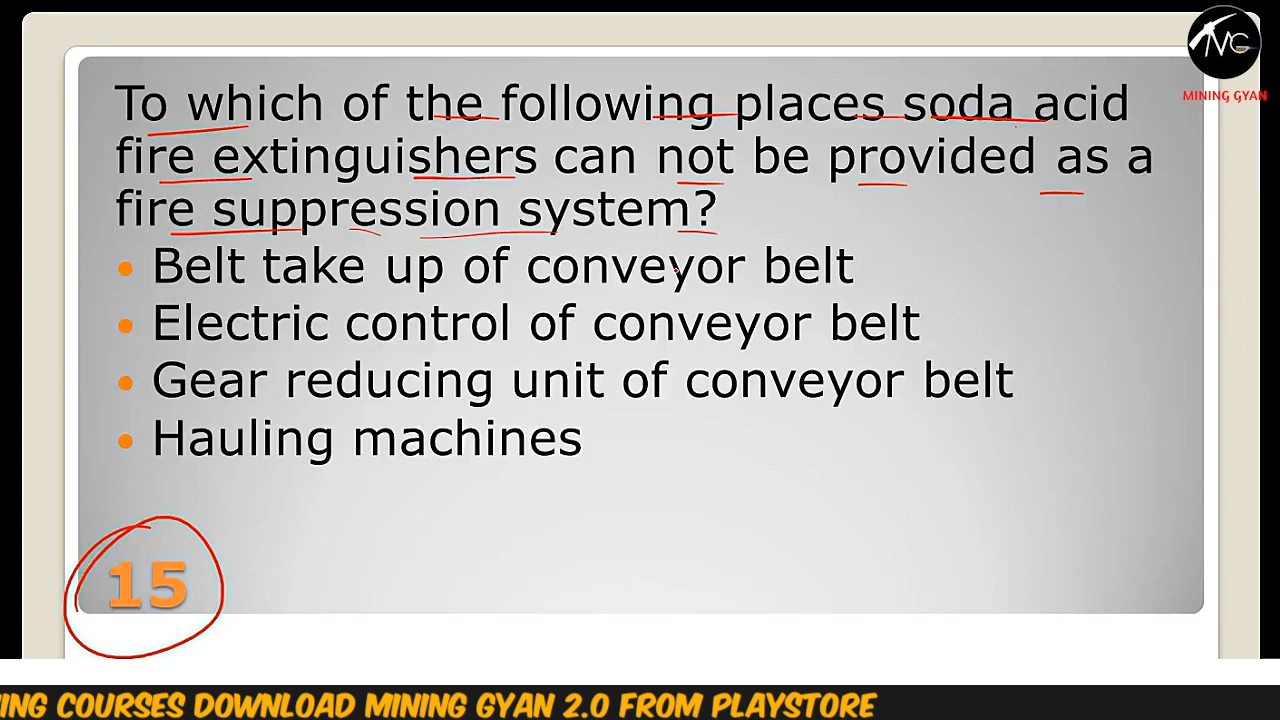 MC
MINING GYAN
To which of the following places soda acid
fire extinguishers can not be provided as a
fire suppression system?
• Belt take up of conveyor belt
• Electric control of conveyor belt
• Gear reducing unit of conveyor belt
• Hauling machines
15
ING COURSES DOWNLOAD MINING GYAN 2.0 FROM PLAYSTORE